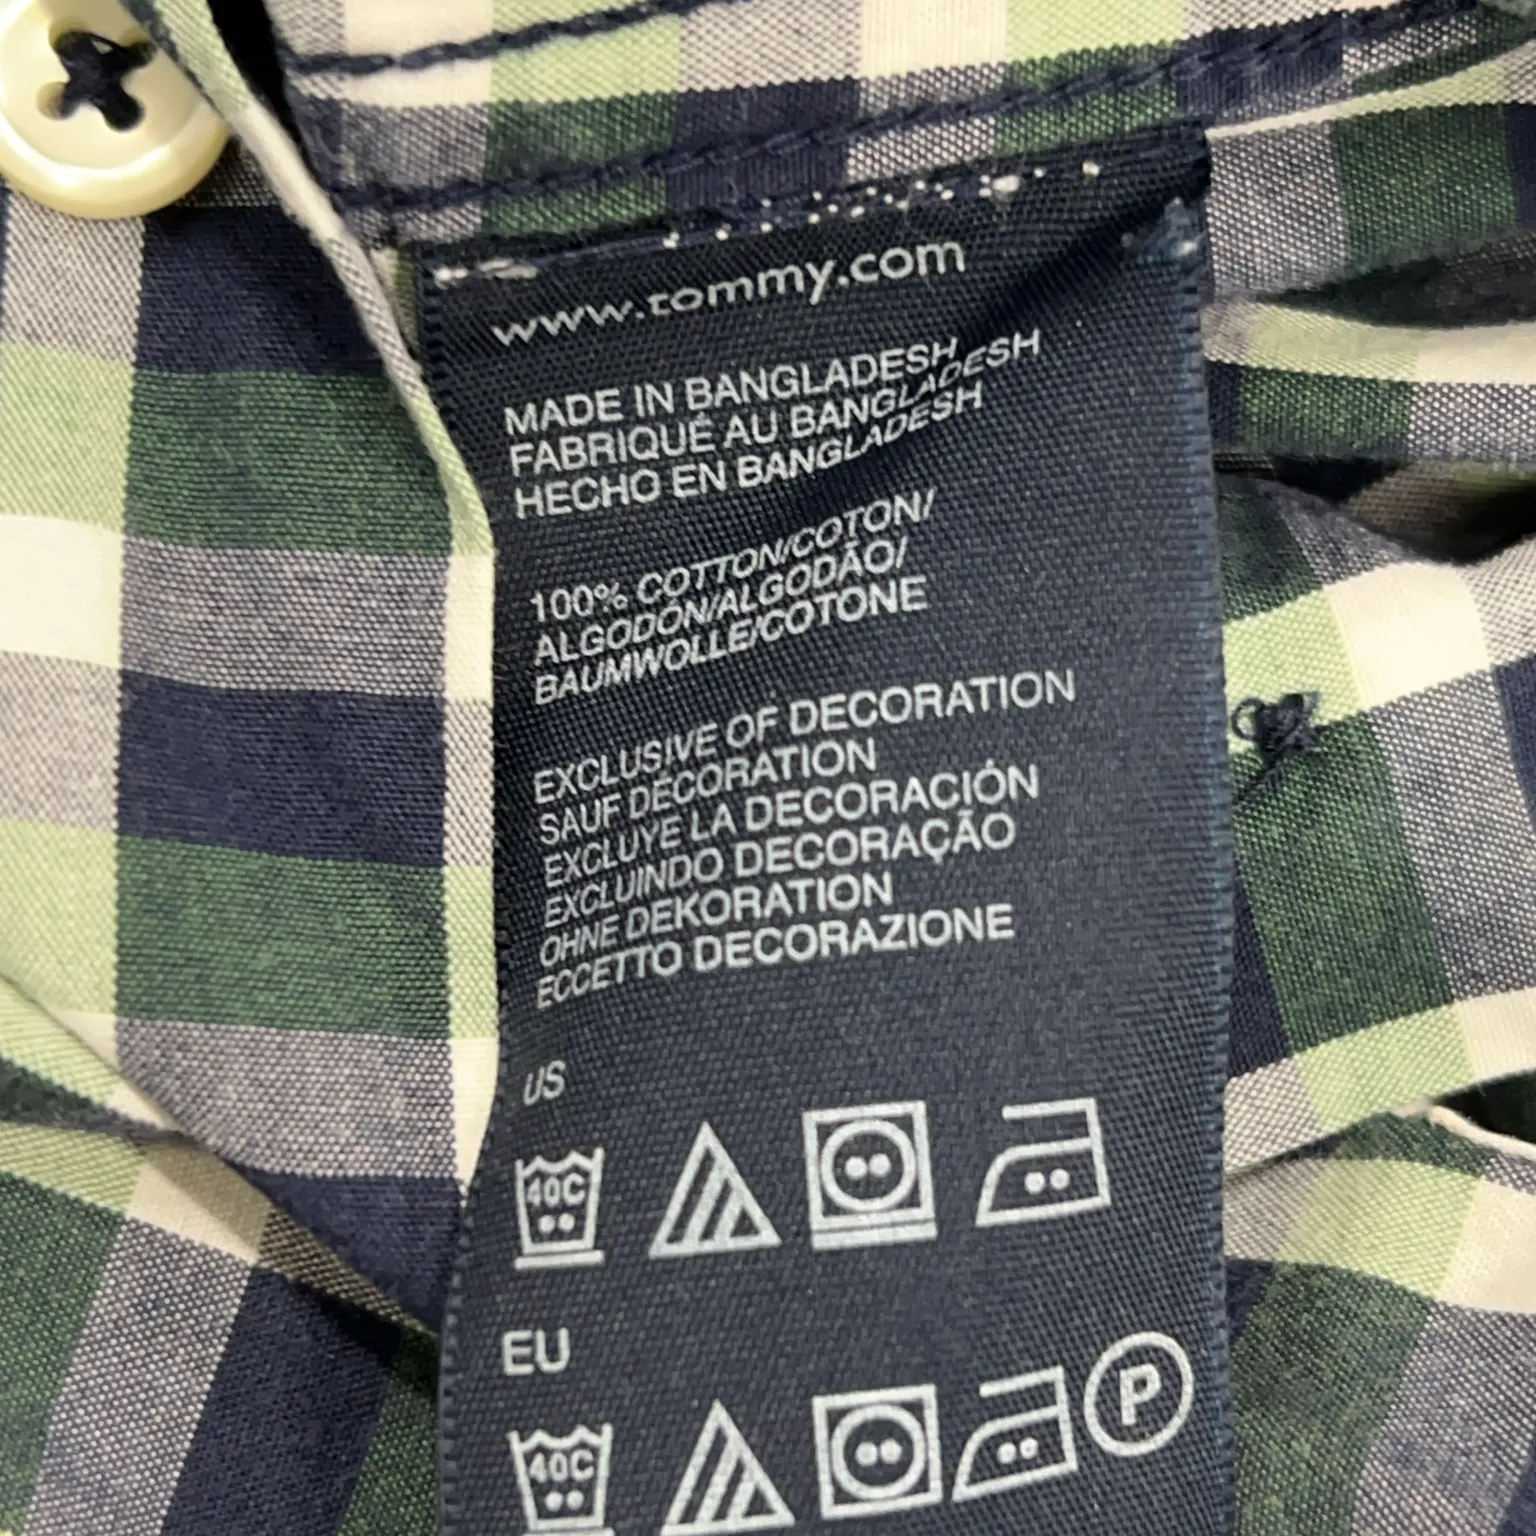 www.tommy.com
MADE IN BANGLADESH
FABRIQUÉ AU BANGLADESH
HECHO EN BANGLADESH
100% COTTON/COTON/
ALGODÓN/ALGODÃO/
BAUMWOLLE/COTONE
EXCLUSIVE OF DECORATION
SAUF DÉCORATION
EXCLUYE LA DECORACIÓN
EXCLUINDO DECORAÇÃO
OHNE DEKORATION
ECCETTO DECORAZIONE
US
40C
EU
40C P